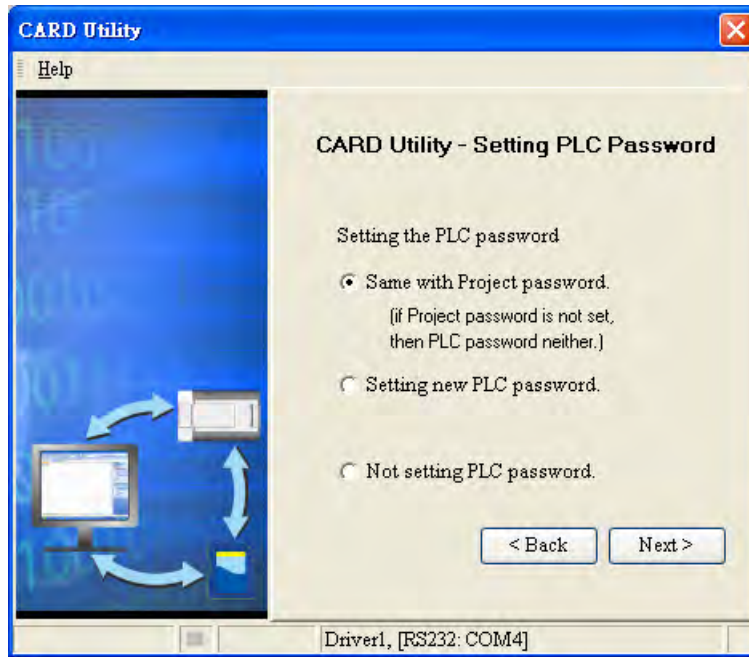 CARD Utility
Help
CARD Utility - Setting PLC Password
Setting the PLC password
Same with Project password.
(if Project password is not set,
then PLC password neither.)
Setting new PLC password.
Not setting PLC password.
< Back
Next >
Driver1, [RS232: COM4]